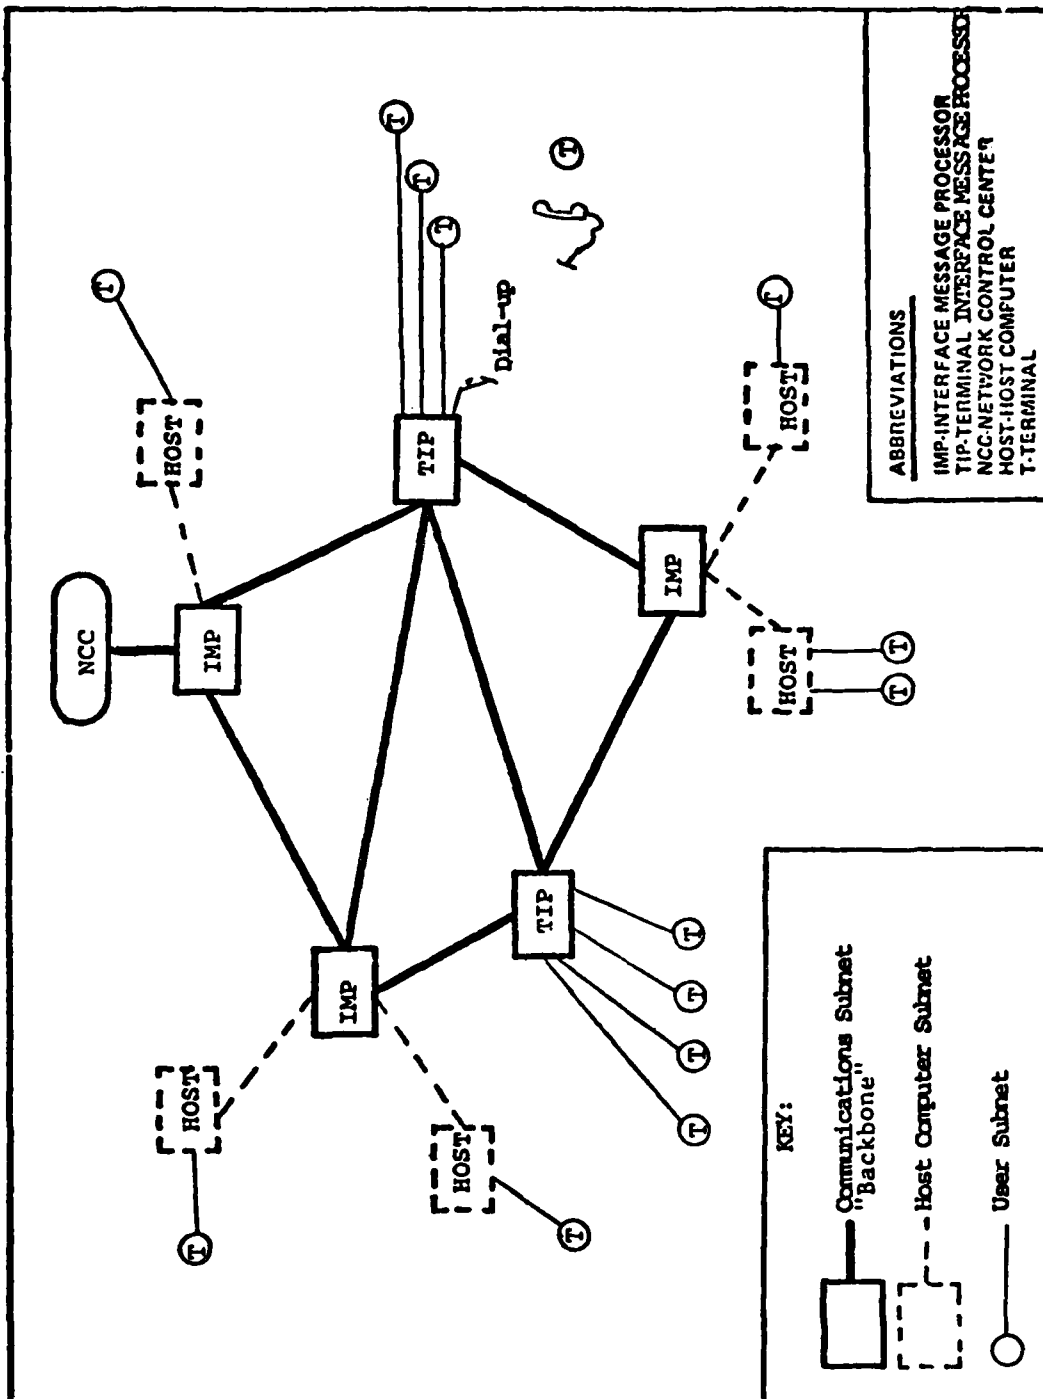 NCC
T
HOST
T
HOST
IMP
IMP
T
T
T
TIP
HOST
Dial-up
TIP
T
T
IMP
T
T
T
T
HOST
HOST
T
T
T
KEY:
Communications Subnet
"Backbone"
Host Computer Subnet
User Subnet
ABBREVIATIONS
IMP-INTERFACE MESSAGE PROCESSOR
TIP-TERMINAL INTERFACE MESSAGE PROCESSOR
NCC-NETWORK CONTROL CENTER
HOST-HOST COMPUTER
T-TERMINAL